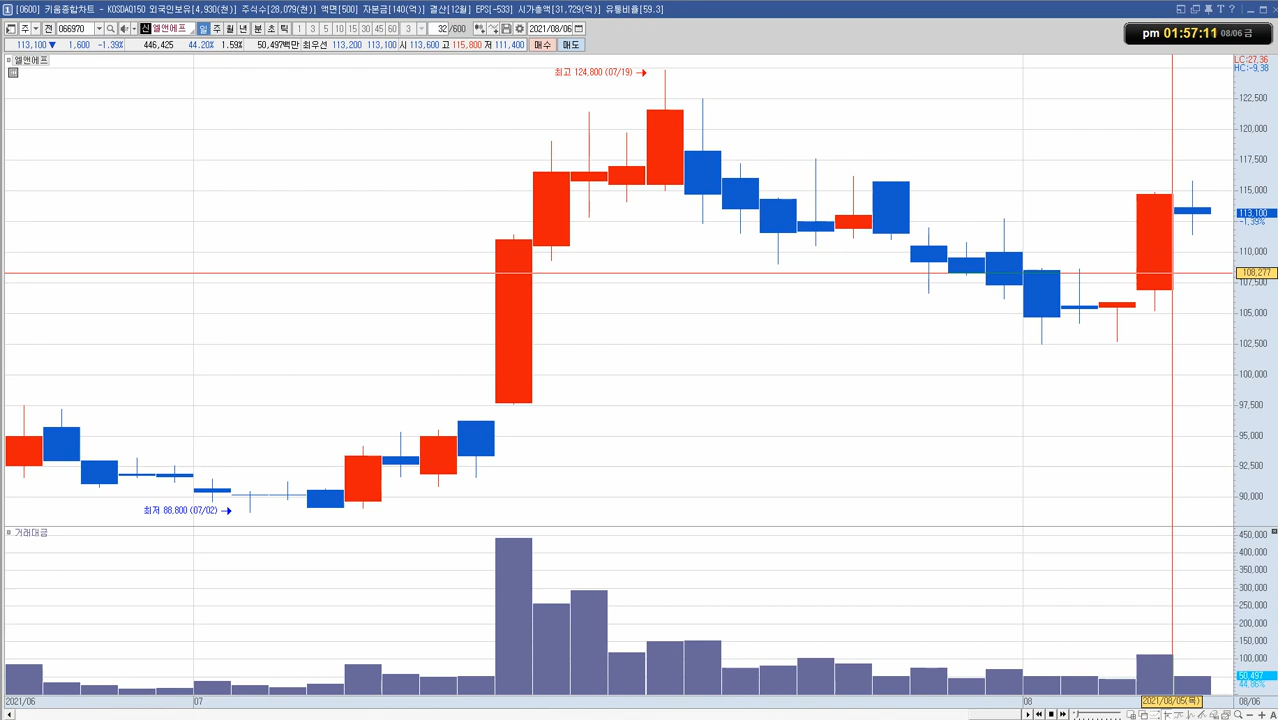 [0600] 키움종합차트 - KOSDAQ150 외국인보유[4,930(천)] 주식수[28,079(천)] 액면[500] 자본금[140(억)] 결산[12월] EPS[-533] 시가총액[31,729(억)] 유통비율[59.3]
주 전 066970 신 엘앤에프 일 주 월 년 분 초 틱 1 3 5 10 15 20 30 45 60 3 32 /600 2021/08/06
113,100 ▼ 1,600 -1.39% 446,425 44.20% 1.59% 50,497백만 최우선 113,200 113,100 시 113,600 고 115,800 저 111,400 매수 매도
pm 01:57:11 08/06 금
엘앤에프
LC:27.36
HC:-9.38
최고 124,800 (07/19) →
122,500
120,000
117,500
115,000
113,100
-1.39%
110,000
108,277
107,500
105,000
102,500
100,000
97,500
95,000
92,500
90,000
최저 88,800 (07/02) →
거래대금
450,000
400,000
350,000
300,000
250,000
200,000
150,000
100,000
50,497
44.86%
2021/06 07 08 2021/08/05(목) 08/06